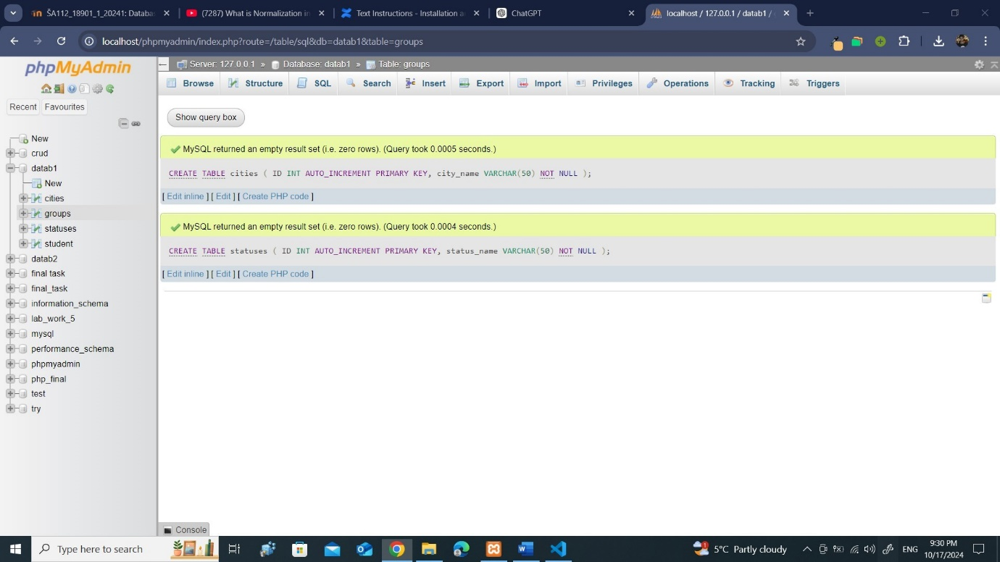 ŠA112_18901_1_20241: Databas
(7287) What is Normalization in
Text Instructions - Installation a
ChatGPT
localhost / 127.0.0.1 / datab1 /
localhost/phpmyadmin/index.php?route=/table/sql&db=datab1&table=groups
phpMyAdmin
Server: 127.0.0.1 » Database: datab1 » Table: groups
Browse Structure SQL Search Insert Export Import Privileges Operations Tracking Triggers
Recent Favourites
Show query box
New
crud
datab1
New
cities
groups
statuses
student
datab2
final task
final_task
information_schema
lab_work_5
mysql
performance_schema
phpmyadmin
php_final
test
try
MySQL returned an empty result set (i.e. zero rows). (Query took 0.0005 seconds.)
CREATE TABLE cities ( ID INT AUTO_INCREMENT PRIMARY KEY, city_name VARCHAR(50) NOT NULL );
[ Edit inline ] [ Edit ] [ Create PHP code ]
MySQL returned an empty result set (i.e. zero rows). (Query took 0.0004 seconds.)
CREATE TABLE statuses ( ID INT AUTO_INCREMENT PRIMARY KEY, status_name VARCHAR(50) NOT NULL );
[ Edit inline ] [ Edit ] [ Create PHP code ]
Console
Type here to search
5°C Partly cloudy
ENG
9:30 PM
10/17/2024